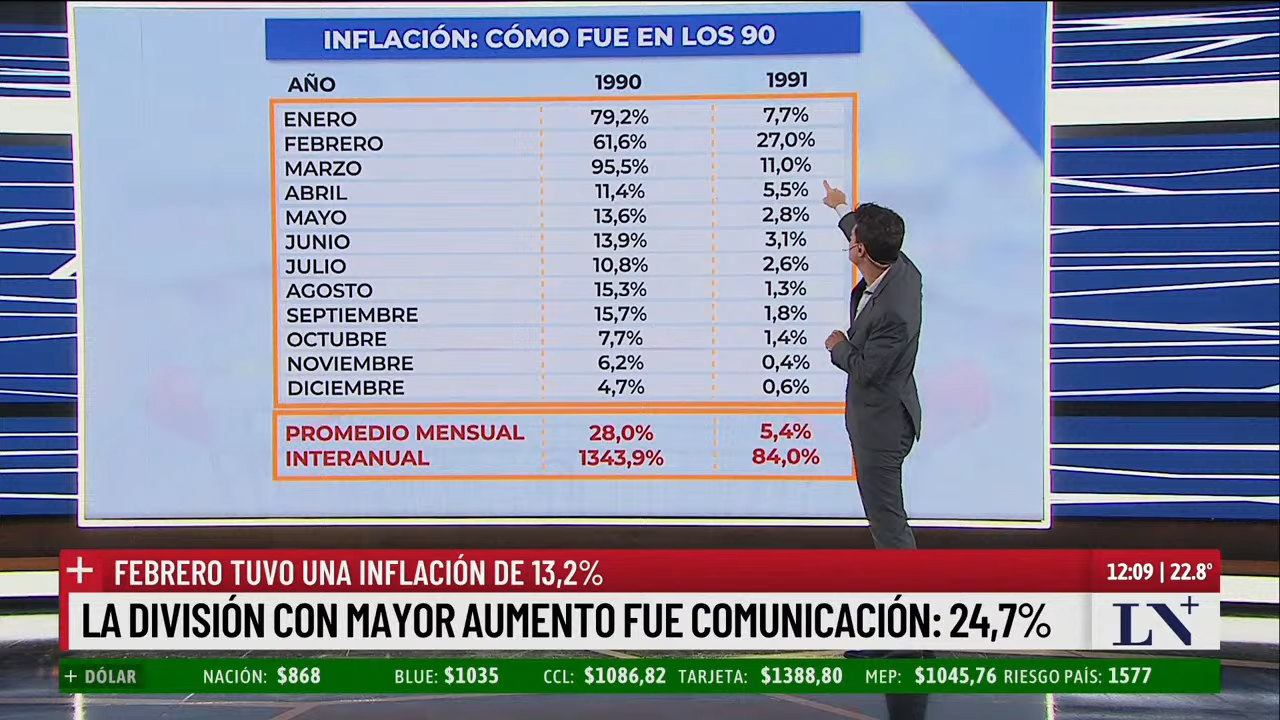 INFLACIÓN: CÓMO FUE EN LOS 90
AÑO 1990 1991
ENERO 79,2% 7,7%
FEBRERO 61,6% 27,0%
MARZO 95,5% 11,0%
ABRIL 11,4% 5,5%
MAYO 13,6% 2,8%
JUNIO 13,9% 3,1%
JULIO 10,8% 2,6%
AGOSTO 15,3% 1,3%
SEPTIEMBRE 15,7% 1,8%
OCTUBRE 7,7% 1,4%
NOVIEMBRE 6,2% 0,4%
DICIEMBRE 4,7% 0,6%
PROMEDIO MENSUAL 28,0% 5,4%
INTERANUAL 1343,9% 84,0%
+ FEBRERO TUVO UNA INFLACIÓN DE 13,2% 12:09 | 22.8°
LA DIVISIÓN CON MAYOR AUMENTO FUE COMUNICACIÓN: 24,7% LN+
+ DÓLAR NACIÓN: $868 BLUE: $1035 CCL: $1086,82 TARJETA: $1388,80 MEP: $1045,76 RIESGO PAÍS: 1577